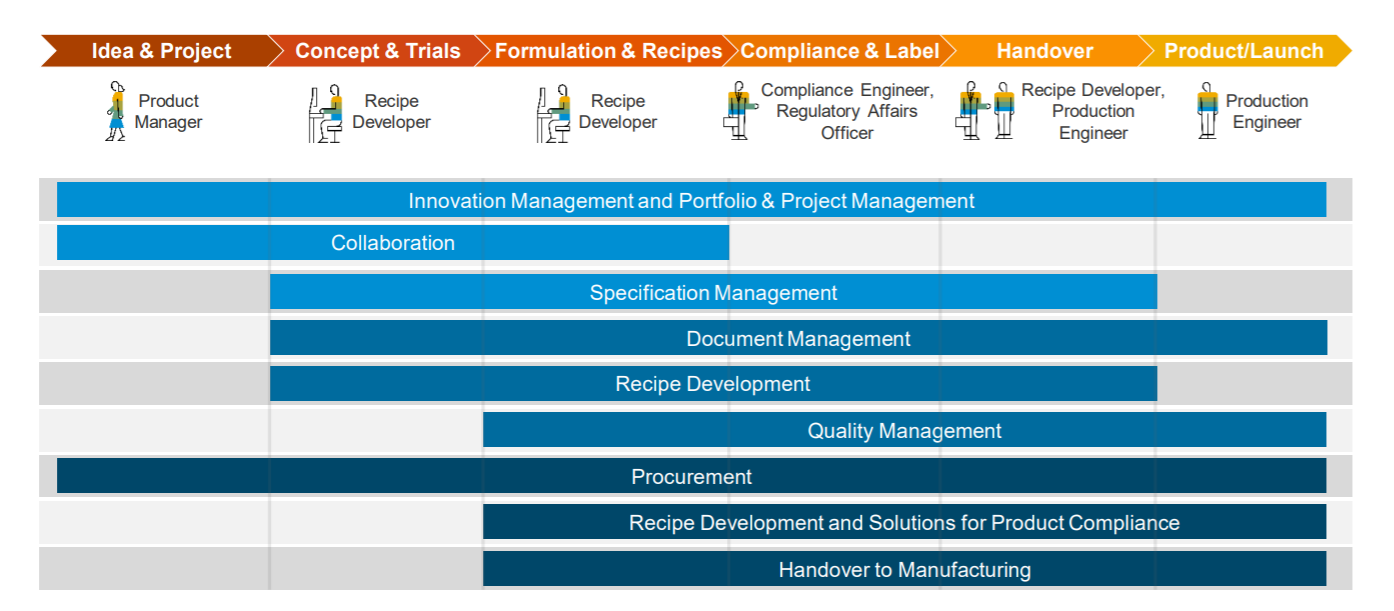 Idea & Project
Concept & Trials
Formulation & Recipes
Compliance & Label
Handover
Product/Launch
Product
Manager
Recipe
Developer
Recipe
Developer
Compliance Engineer,
Regulatory Affairs
Officer
Recipe Developer,
Production
Engineer
Production
Engineer
Innovation Management and Portfolio & Project Management
Collaboration
Specification Management
Document Management
Recipe Development
Quality Management
Procurement
Recipe Development and Solutions for Product Compliance
Handover to Manufacturing